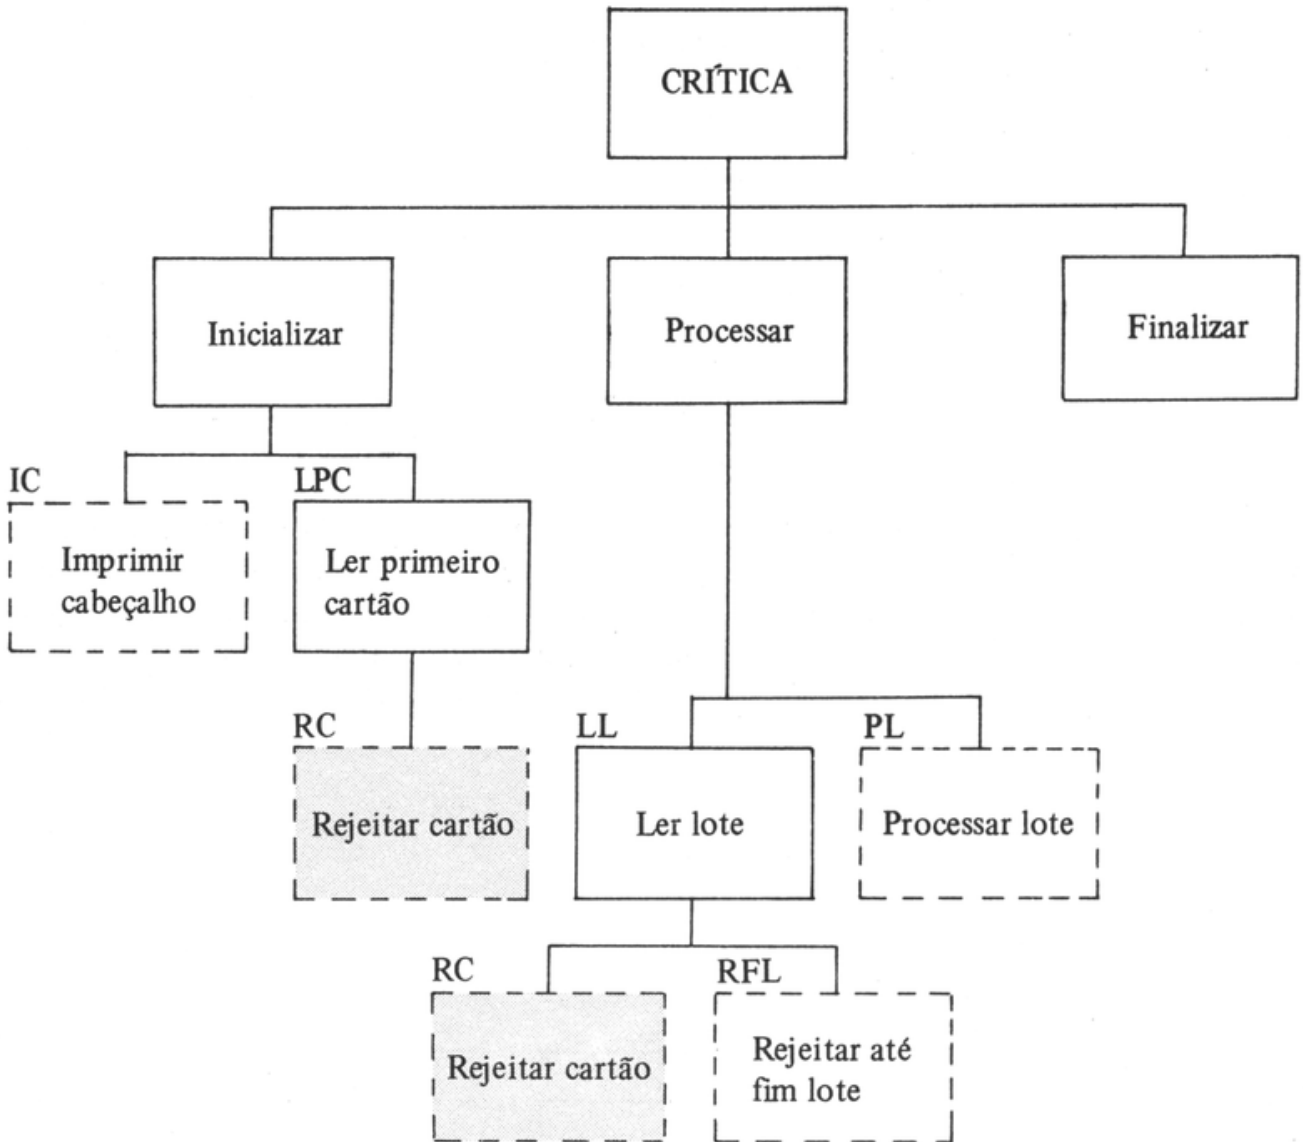 CRÍTICA
Inicializar
Processar
Finalizar
IC
LPC
Imprimir
cabeçalho
Ler primeiro
cartão
RC
LL
PL
Rejeitar cartão
Ler lote
Processar lote
RC
RFL
Rejeitar cartão
Rejeitar até
fim lote